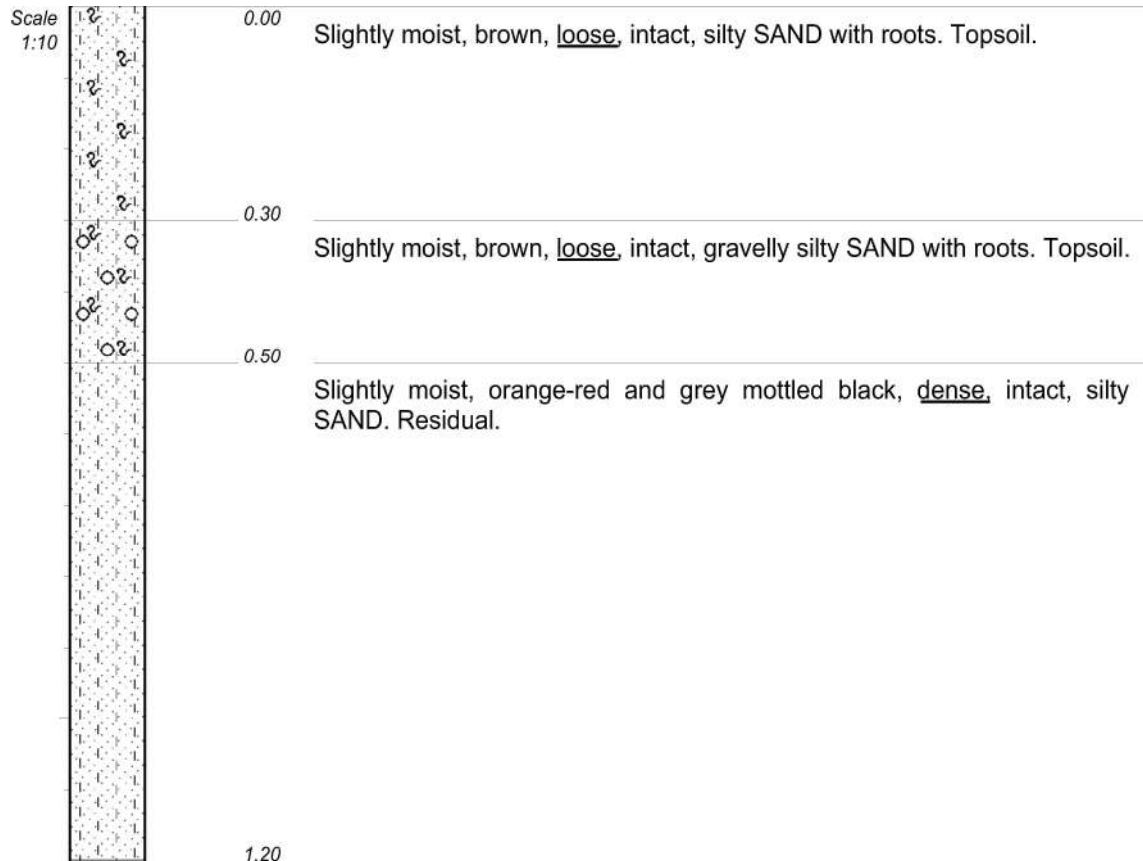 Scale
1:10
0.00
Slightly moist, brown, loose, intact, silty SAND with roots. Topsoil.
0.30
Slightly moist, brown, loose, intact, gravelly silty SAND with roots. Topsoil.
0.50
Slightly moist, orange-red and grey mottled black, dense, intact, silty
SAND. Residual.
1.20